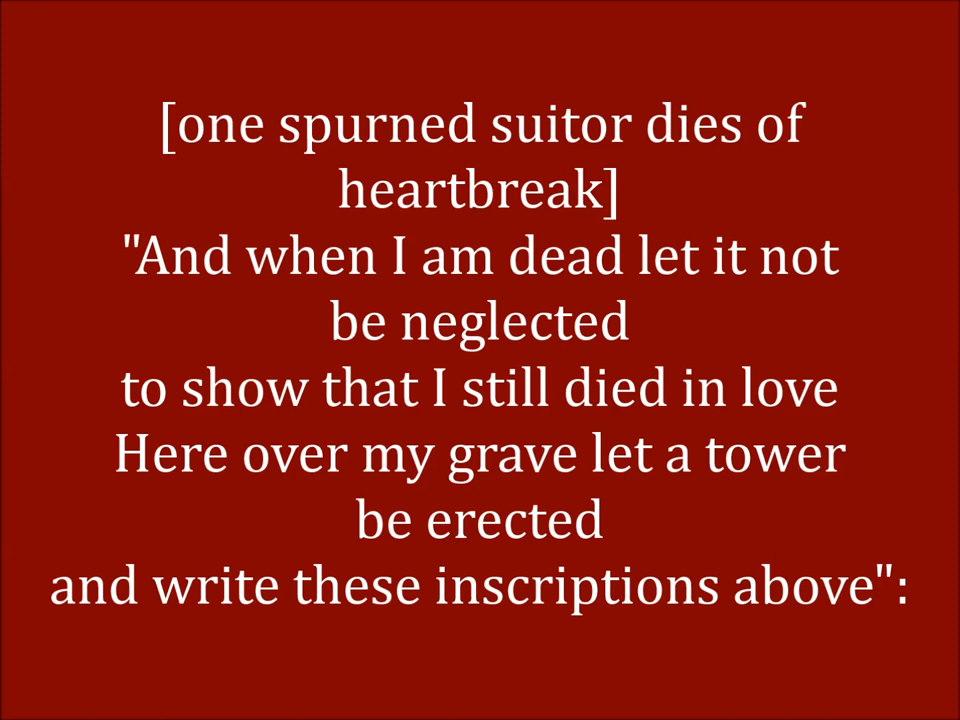 [one spurned suitor dies of
heartbreak]
"And when I am dead let it not
be neglected
to show that I still died in love
Here over my grave let a tower
be erected
and write these inscriptions above":